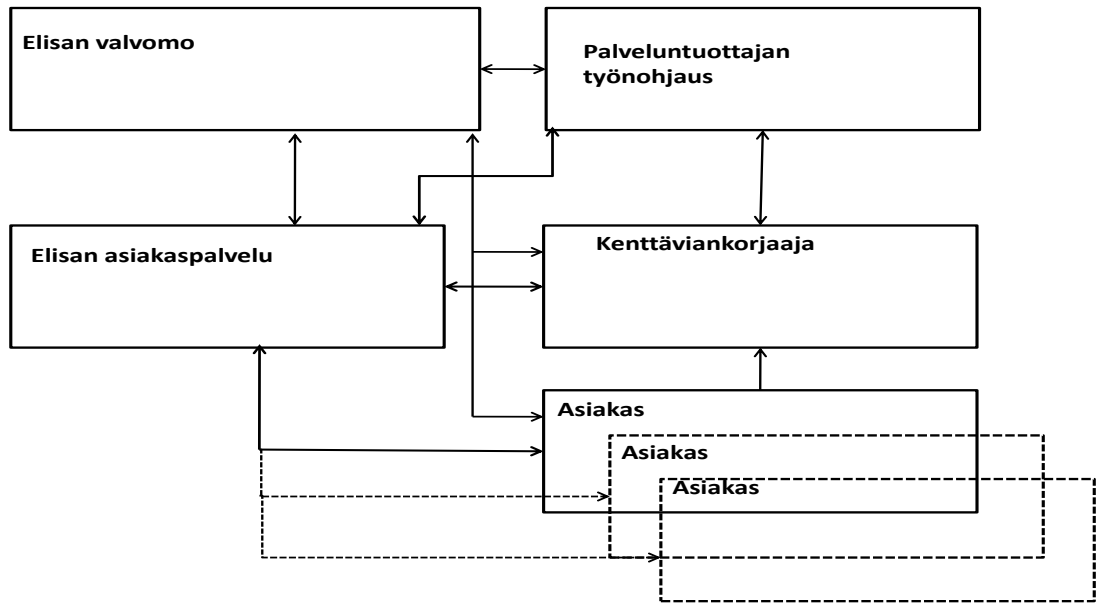 Elisan valvomo
Palveluntuottajan
työnohjaus
Elisan asiakaspalvelu
Kenttäviankorjaaja
Asiakas
Asiakas
Asiakas